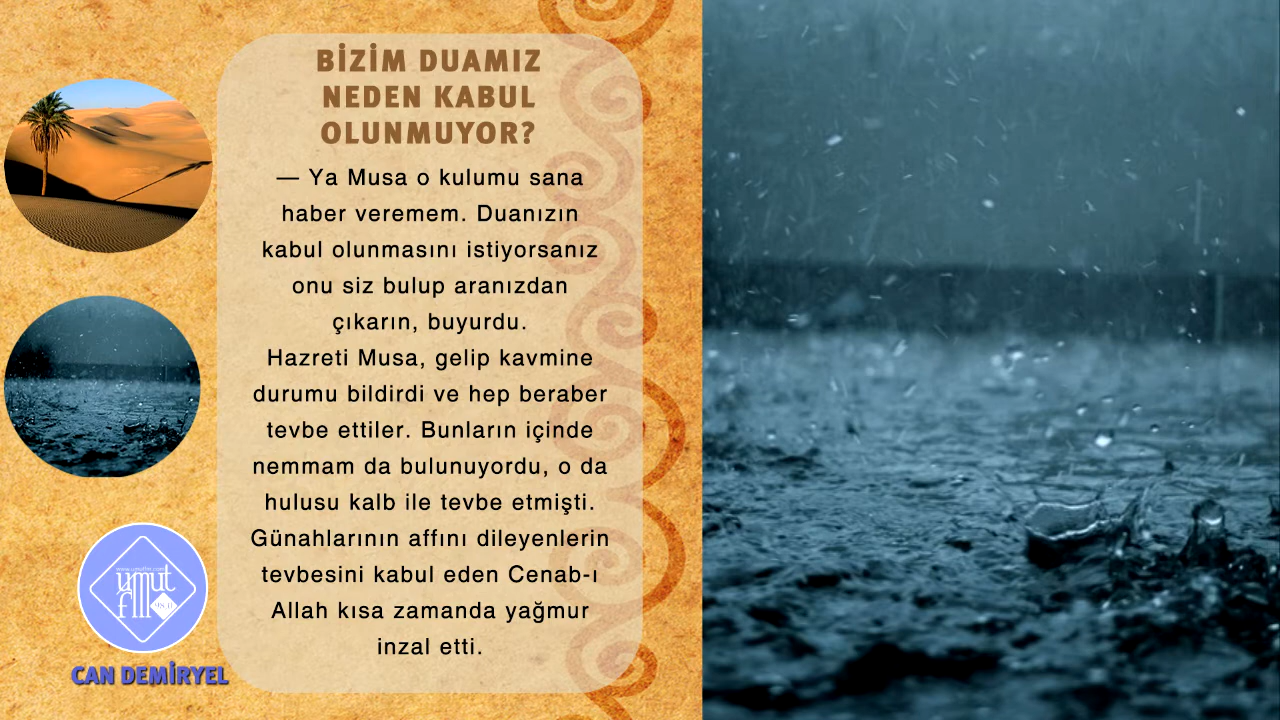 BİZİM DUAMIZ
NEDEN KABUL
OLUNMUYOR?
— Ya Musa o kulumu sana
haber veremem. Duanızın
kabul olunmasını istiyorsanız
onu siz bulup aranızdan
çıkarın, buyurdu.
Hazreti Musa, gelip kavmine
durumu bildirdi ve hep beraber
tevbe ettiler. Bunların içinde
nemmam da bulunuyordu, o da
hulusu kalb ile tevbe etmişti.
Günahlarının affını dileyenlerin
tevbesini kabul eden Cenab-ı
Allah kısa zamanda yağmur
inzal etti.
umut
fm
CAN DEMİRYEL